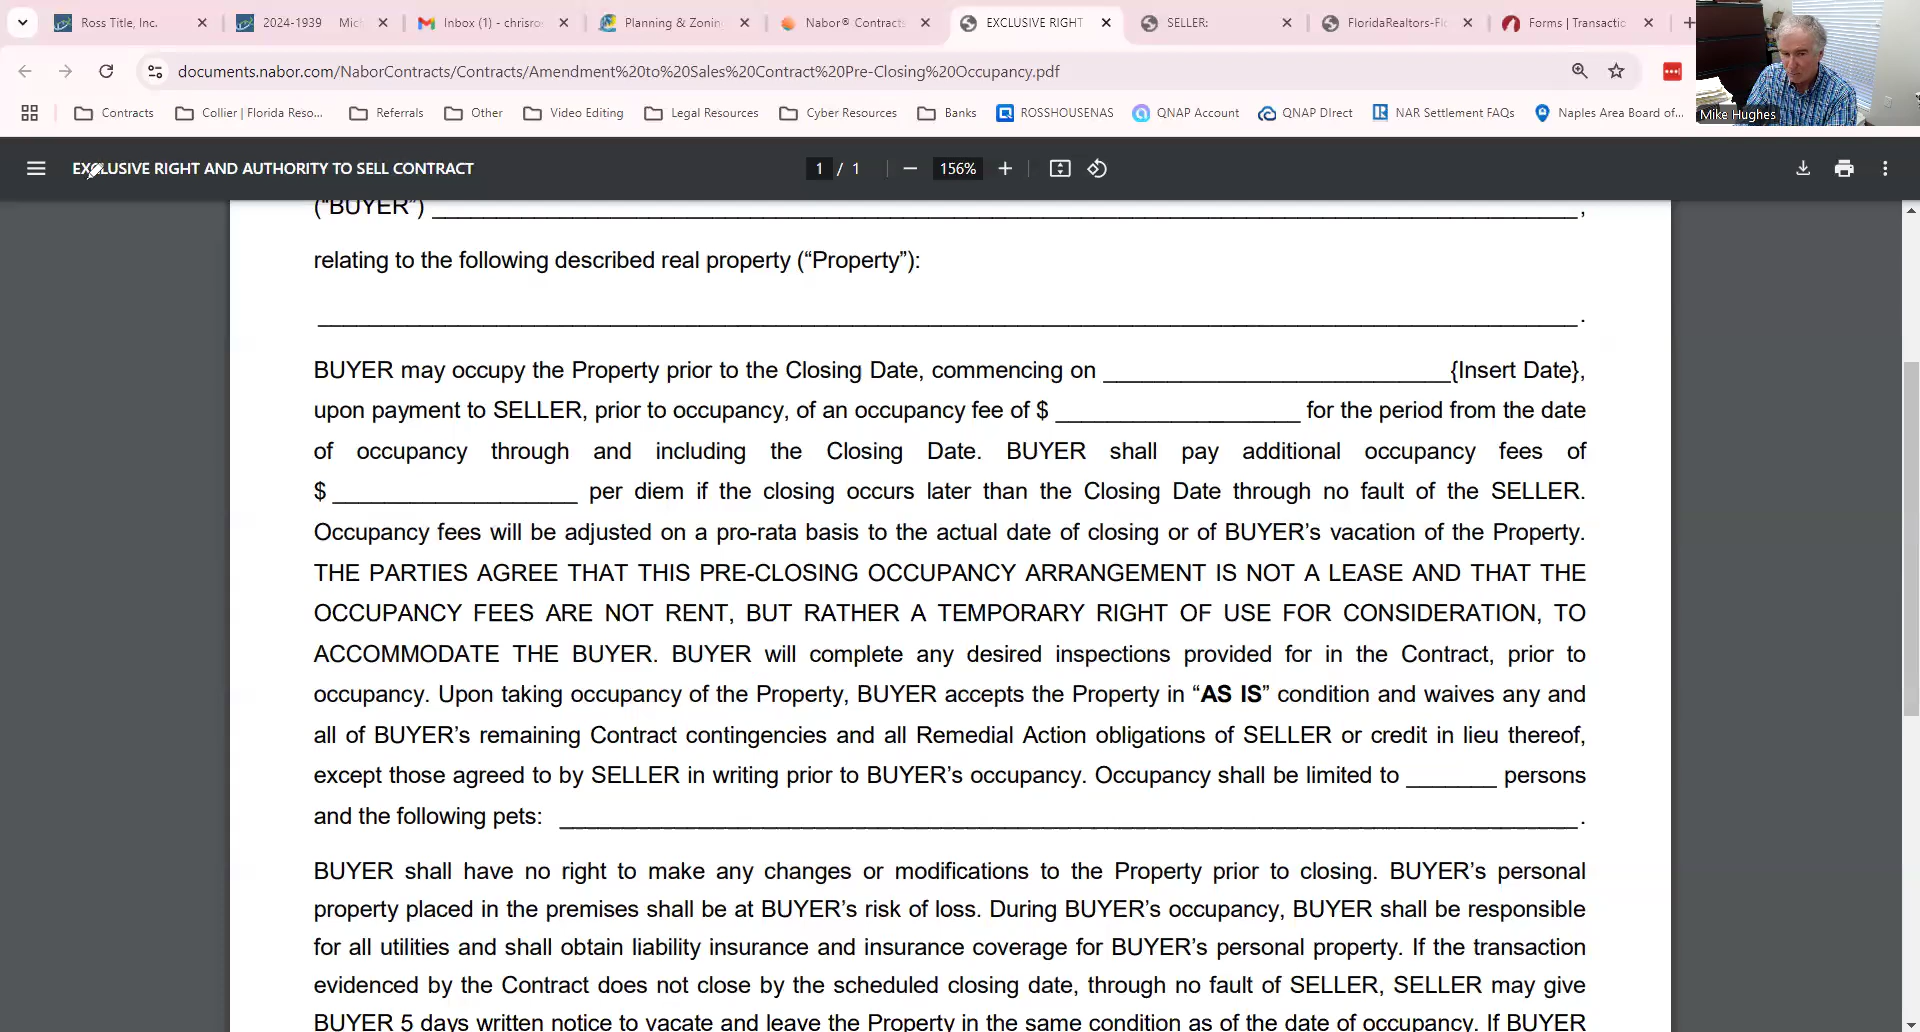 Ross Title, Inc.
2024-1939 Mich
Inbox (1) - chrisro
Planning & Zonin
Nabor® Contracts
EXCLUSIVE RIGHT
SELLER:
FloridaRealtors-Fl
Forms | Transactio
documents.nabor.com/NaborContracts/Contracts/Amendment%20to%20Sales%20Contract%20Pre-Closing%20Occupancy.pdf
Contracts
Collier | Florida Reso...
Referrals
Other
Video Editing
Legal Resources
Cyber Resources
Banks
ROSSHOUSENAS
QNAP Account
QNAP DIrect
NAR Settlement FAQs
Naples Area Board of...
Mike Hughes
EXCLUSIVE RIGHT AND AUTHORITY TO SELL CONTRACT
1 / 1
156%
("BUYER") ,
relating to the following described real property (“Property”):
.
BUYER may occupy the Property prior to the Closing Date, commencing on {Insert Date},
upon payment to SELLER, prior to occupancy, of an occupancy fee of $ for the period from the date
of occupancy through and including the Closing Date. BUYER shall pay additional occupancy fees of
$ per diem if the closing occurs later than the Closing Date through no fault of the SELLER.
Occupancy fees will be adjusted on a pro-rata basis to the actual date of closing or of BUYER’s vacation of the Property.
THE PARTIES AGREE THAT THIS PRE-CLOSING OCCUPANCY ARRANGEMENT IS NOT A LEASE AND THAT THE
OCCUPANCY FEES ARE NOT RENT, BUT RATHER A TEMPORARY RIGHT OF USE FOR CONSIDERATION, TO
ACCOMMODATE THE BUYER. BUYER will complete any desired inspections provided for in the Contract, prior to
occupancy. Upon taking occupancy of the Property, BUYER accepts the Property in “AS IS” condition and waives any and
all of BUYER’s remaining Contract contingencies and all Remedial Action obligations of SELLER or credit in lieu thereof,
except those agreed to by SELLER in writing prior to BUYER’s occupancy. Occupancy shall be limited to persons
and the following pets: .
BUYER shall have no right to make any changes or modifications to the Property prior to closing. BUYER’s personal
property placed in the premises shall be at BUYER’s risk of loss. During BUYER’s occupancy, BUYER shall be responsible
for all utilities and shall obtain liability insurance and insurance coverage for BUYER’s personal property. If the transaction
evidenced by the Contract does not close by the scheduled closing date, through no fault of SELLER, SELLER may give
BUYER 5 days written notice to vacate and leave the Property in the same condition as of the date of occupancy. If BUYER